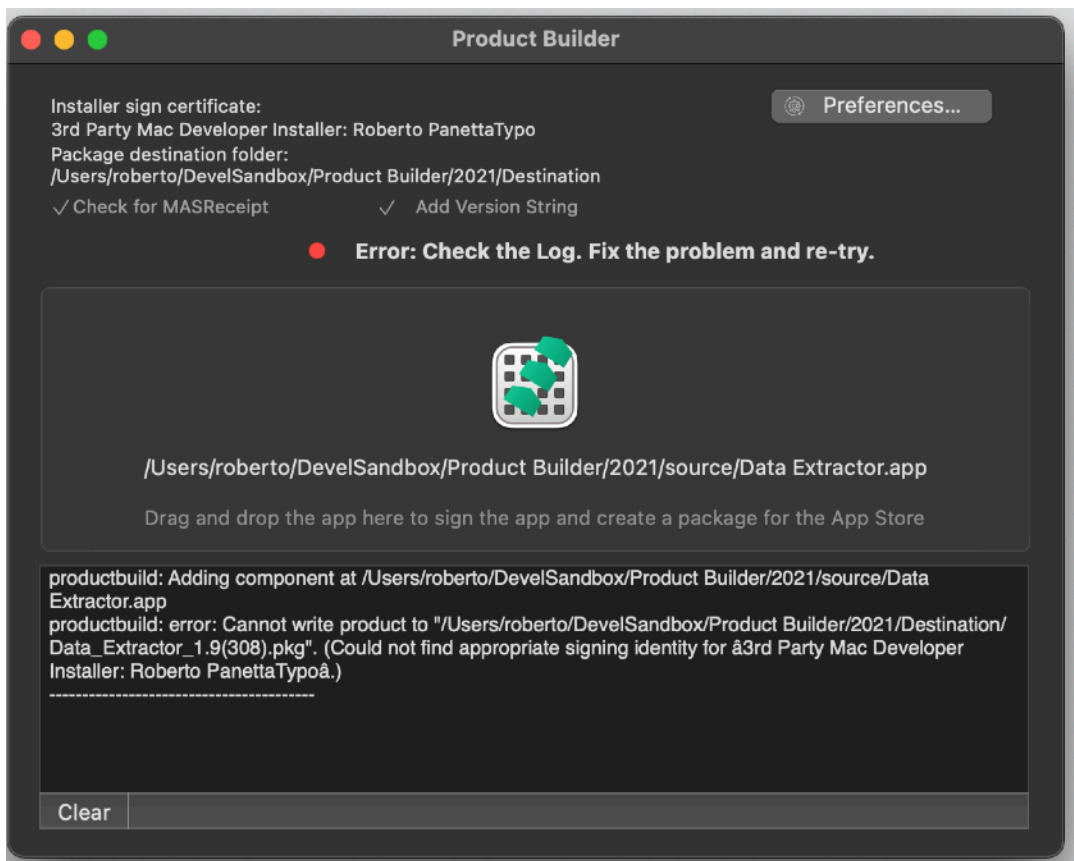 Product Builder
Installer sign certificate:
Preferences...
3rd Party Mac Developer Installer: Roberto PanettaTypo
Package destination folder:
/Users/roberto/DevelSandbox/Product Builder/2021/Destination
✓ Check for MASReceipt ✓ Add Version String
Error: Check the Log. Fix the problem and re-try.
/Users/roberto/DevelSandbox/Product Builder/2021/source/Data Extractor.app
Drag and drop the app here to sign the app and create a package for the App Store
productbuild: Adding component at /Users/roberto/DevelSandbox/Product Builder/2021/source/Data
Extractor.app
productbuild: error: Cannot write product to "/Users/roberto/DevelSandbox/Product Builder/2021/Destination/
Data_Extractor_1.9(308).pkg". (Could not find appropriate signing identity for â3rd Party Mac Developer
Installer: Roberto PanettaTypoâ.)
----------------------------------------
Clear